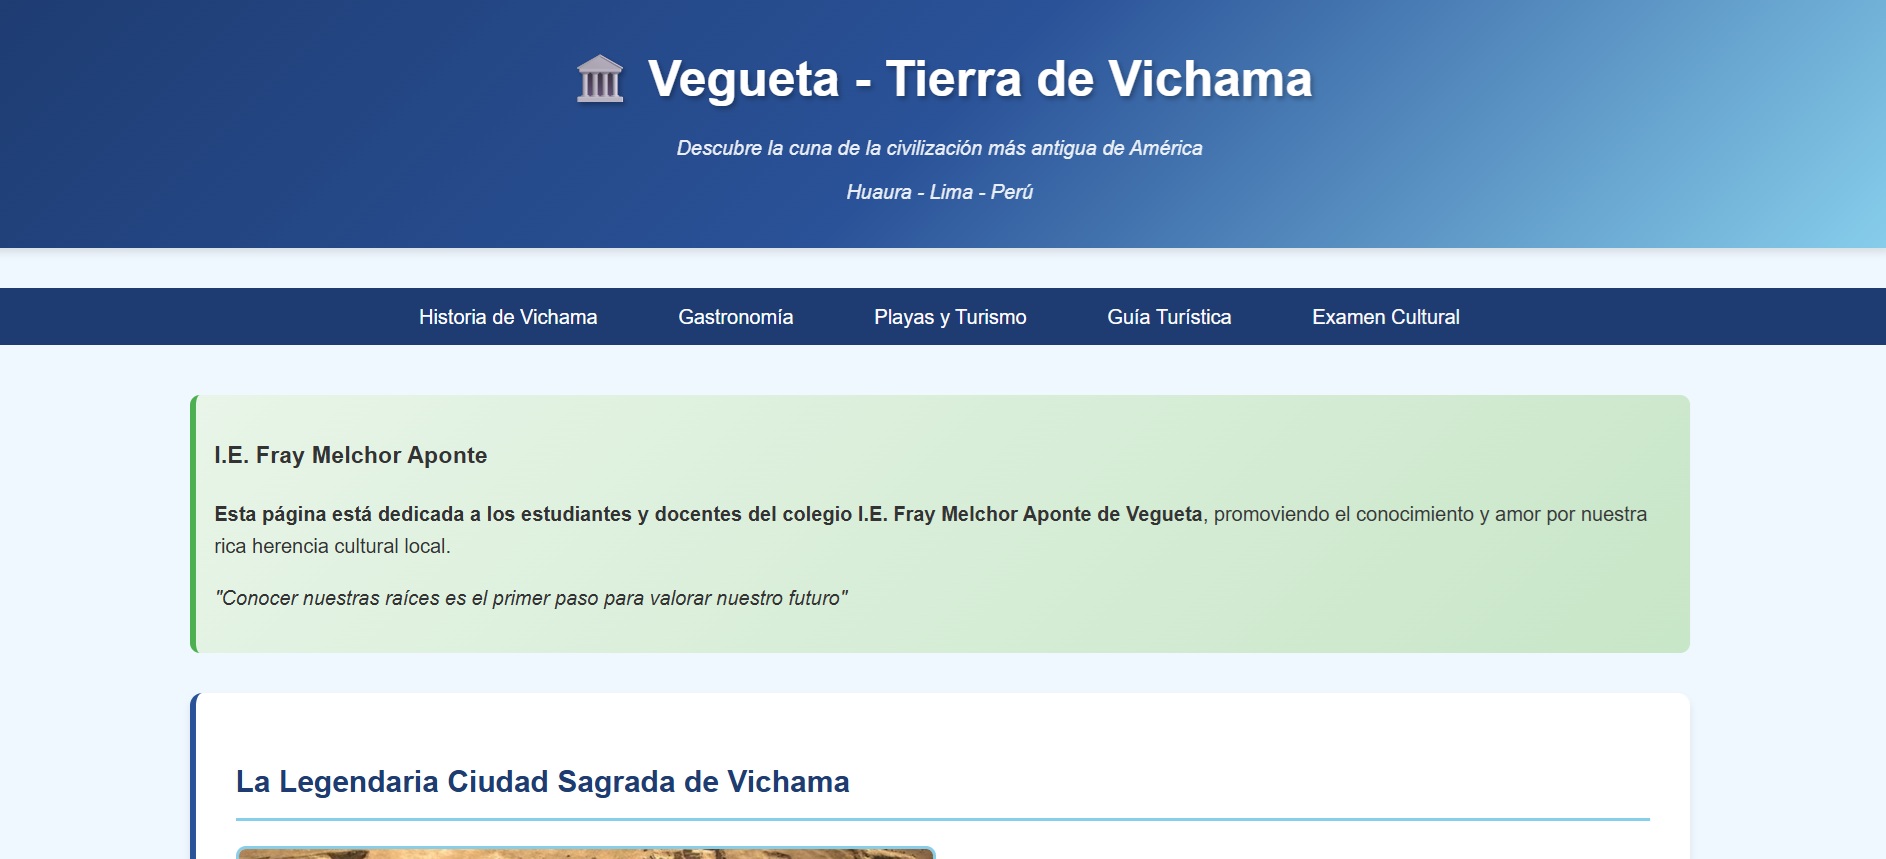 Vegueta - Tierra de Vichama
Descubre la cuna de la civilización más antigua de América
Huaura - Lima - Perú
Historia de Vichama
Gastronomía
Playas y Turismo
Guía Turística
Examen Cultural
I.E. Fray Melchor Aponte
Esta página está dedicada a los estudiantes y docentes del colegio I.E. Fray Melchor Aponte de Vegueta, promoviendo el conocimiento y amor por nuestra
rica herencia cultural local.
"Conocer nuestras raíces es el primer paso para valorar nuestro futuro"
La Legendaria Ciudad Sagrada de Vichama